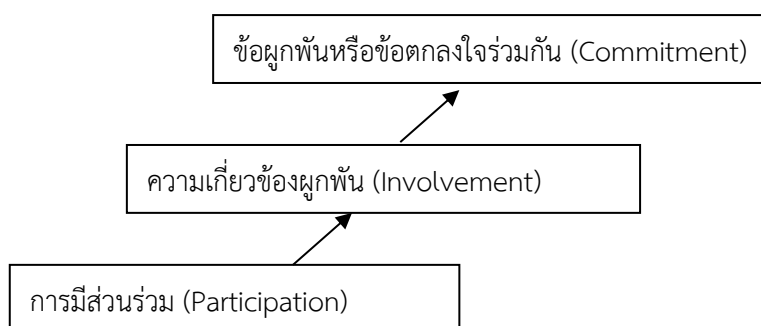 ข้อผูกพันหรือข้อตกลงใจร่วมกัน (Commitment)
ความเกี่ยวข้องผูกพัน (Involvement)
การมีส่วนร่วม (Participation)